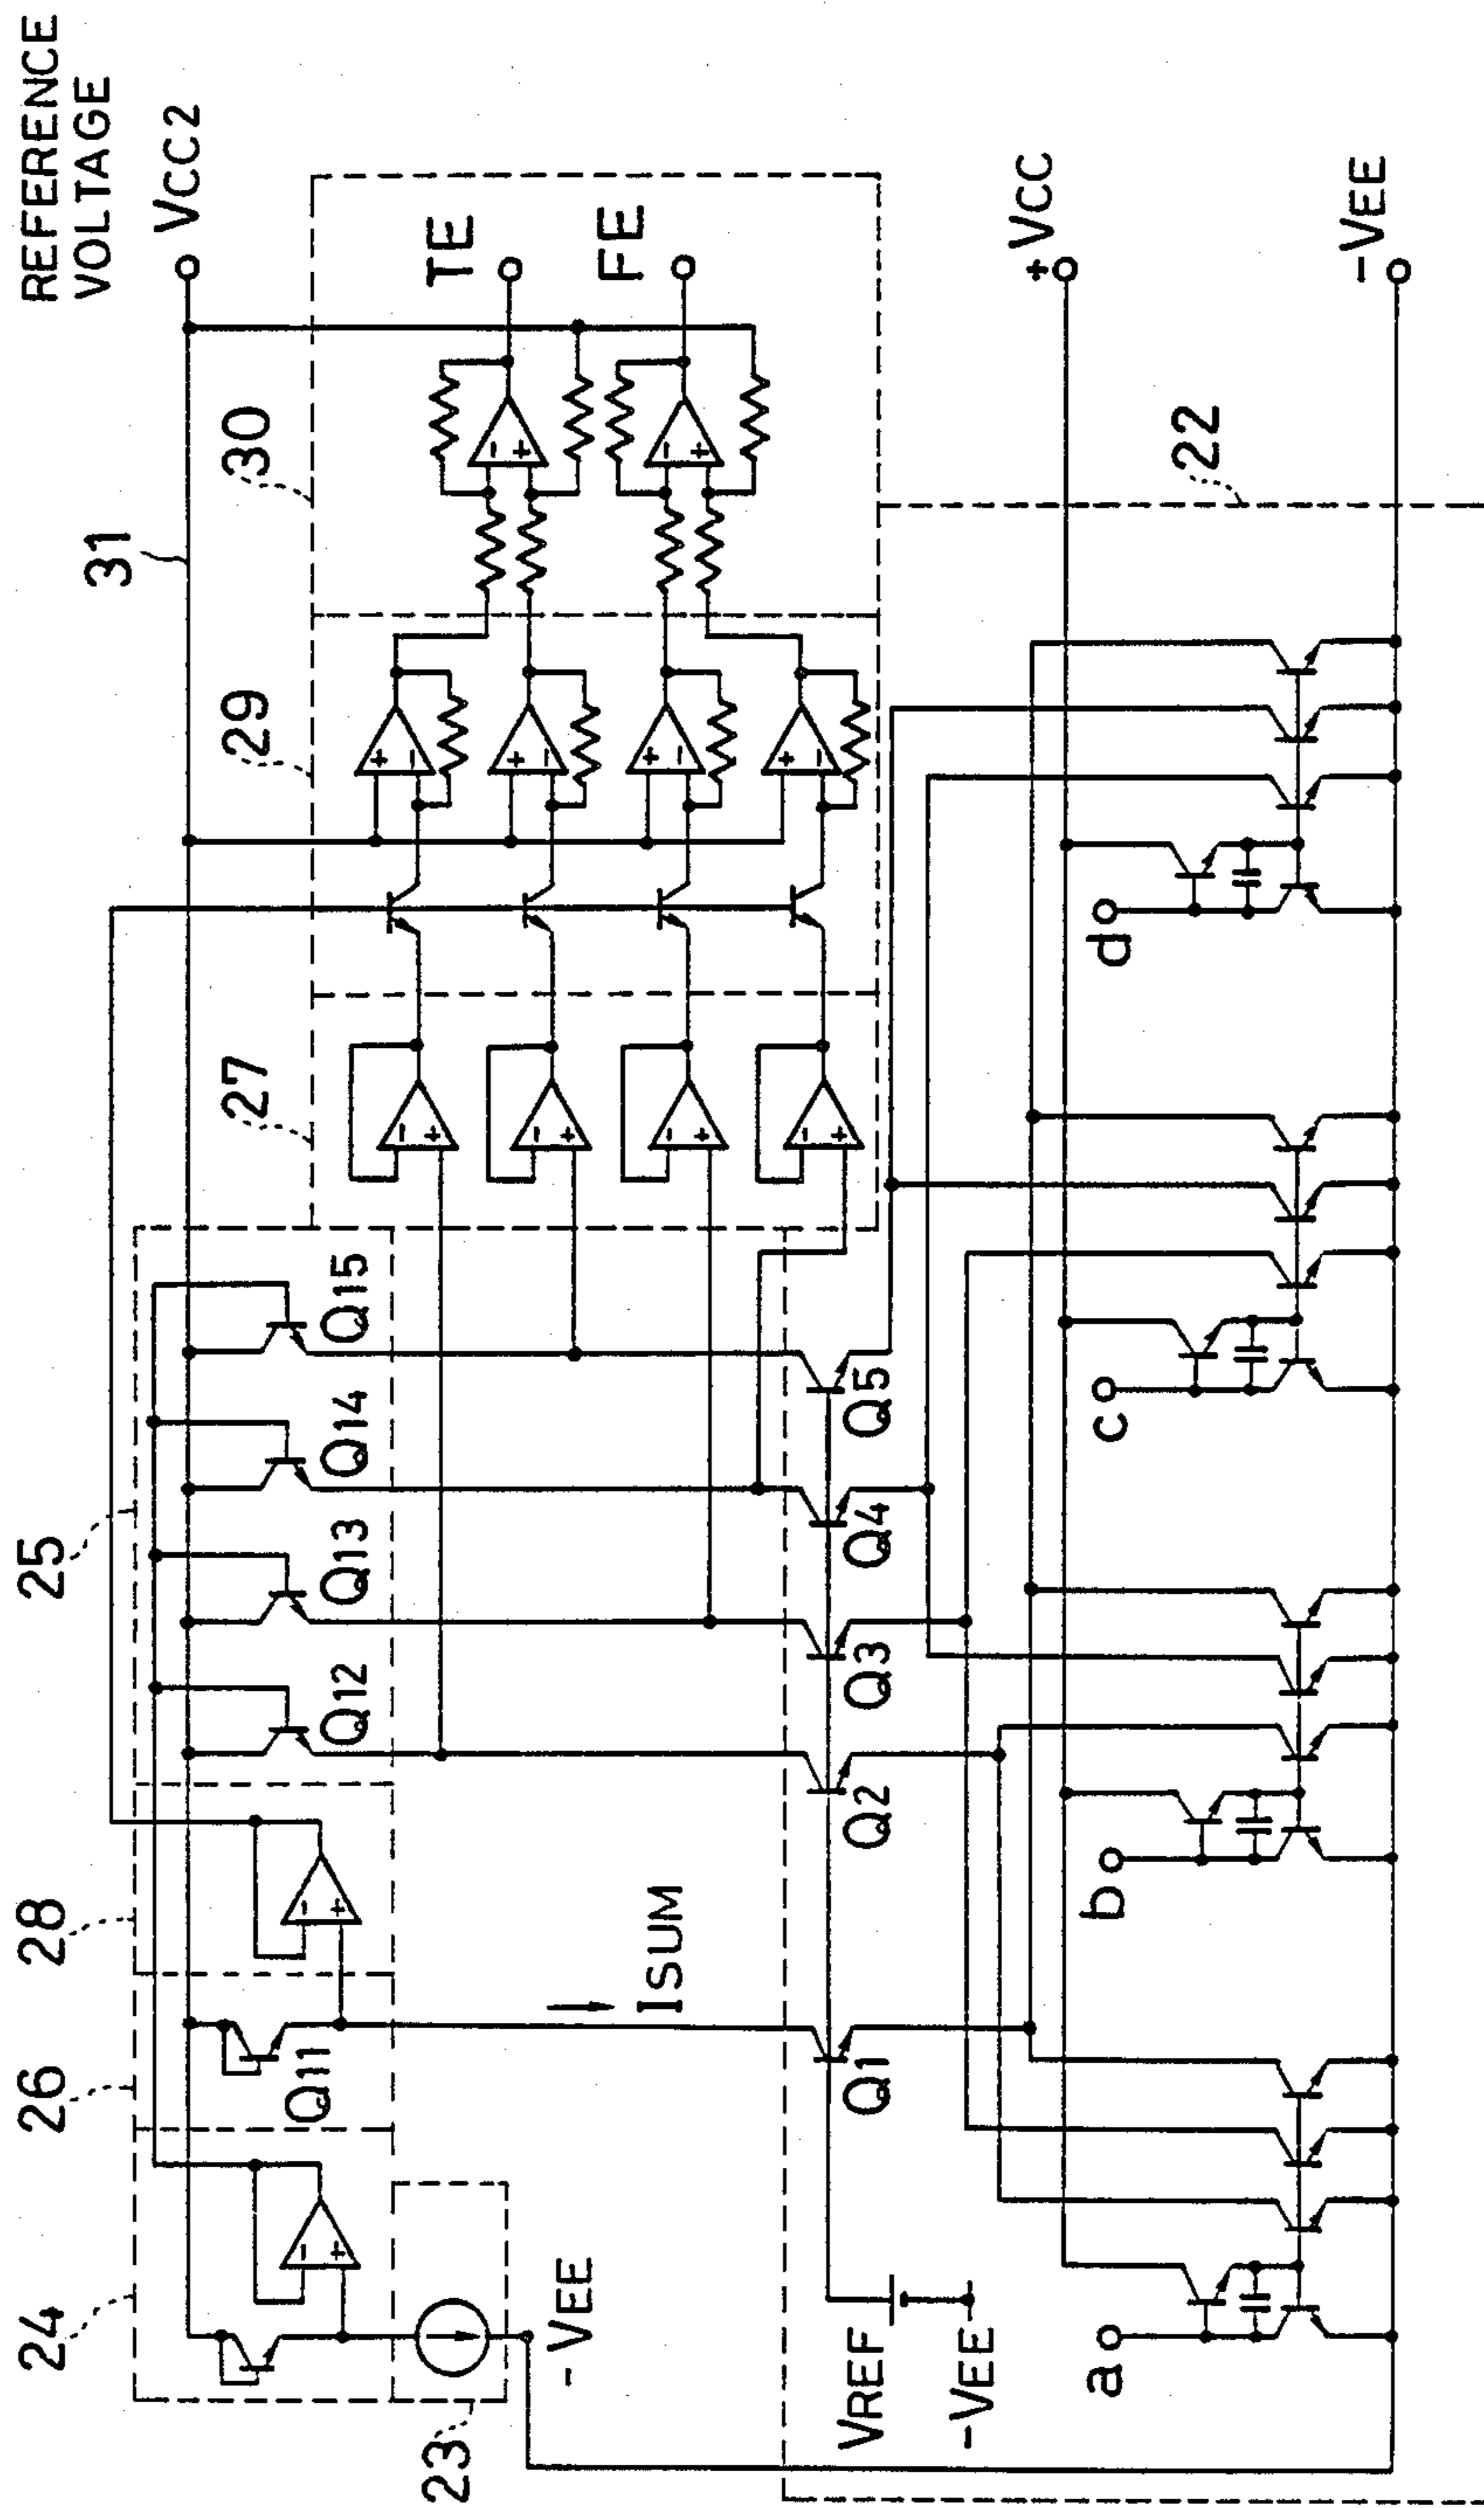 REFERENCE
VOLTAGE
VCC2
31
24
26
28
25
27
29
30
TE
FE
Q11
Q12
Q13
Q14
Q15
23
-VEE
ISUM
VREF
-VEE
Q1
Q2
Q3
Q4
Q5
22
+VCC
-VEE
a
b
c
d
- +
- +
- +
- +
- +
- +
+ -
+ -
+ -
+ -
- +
- +